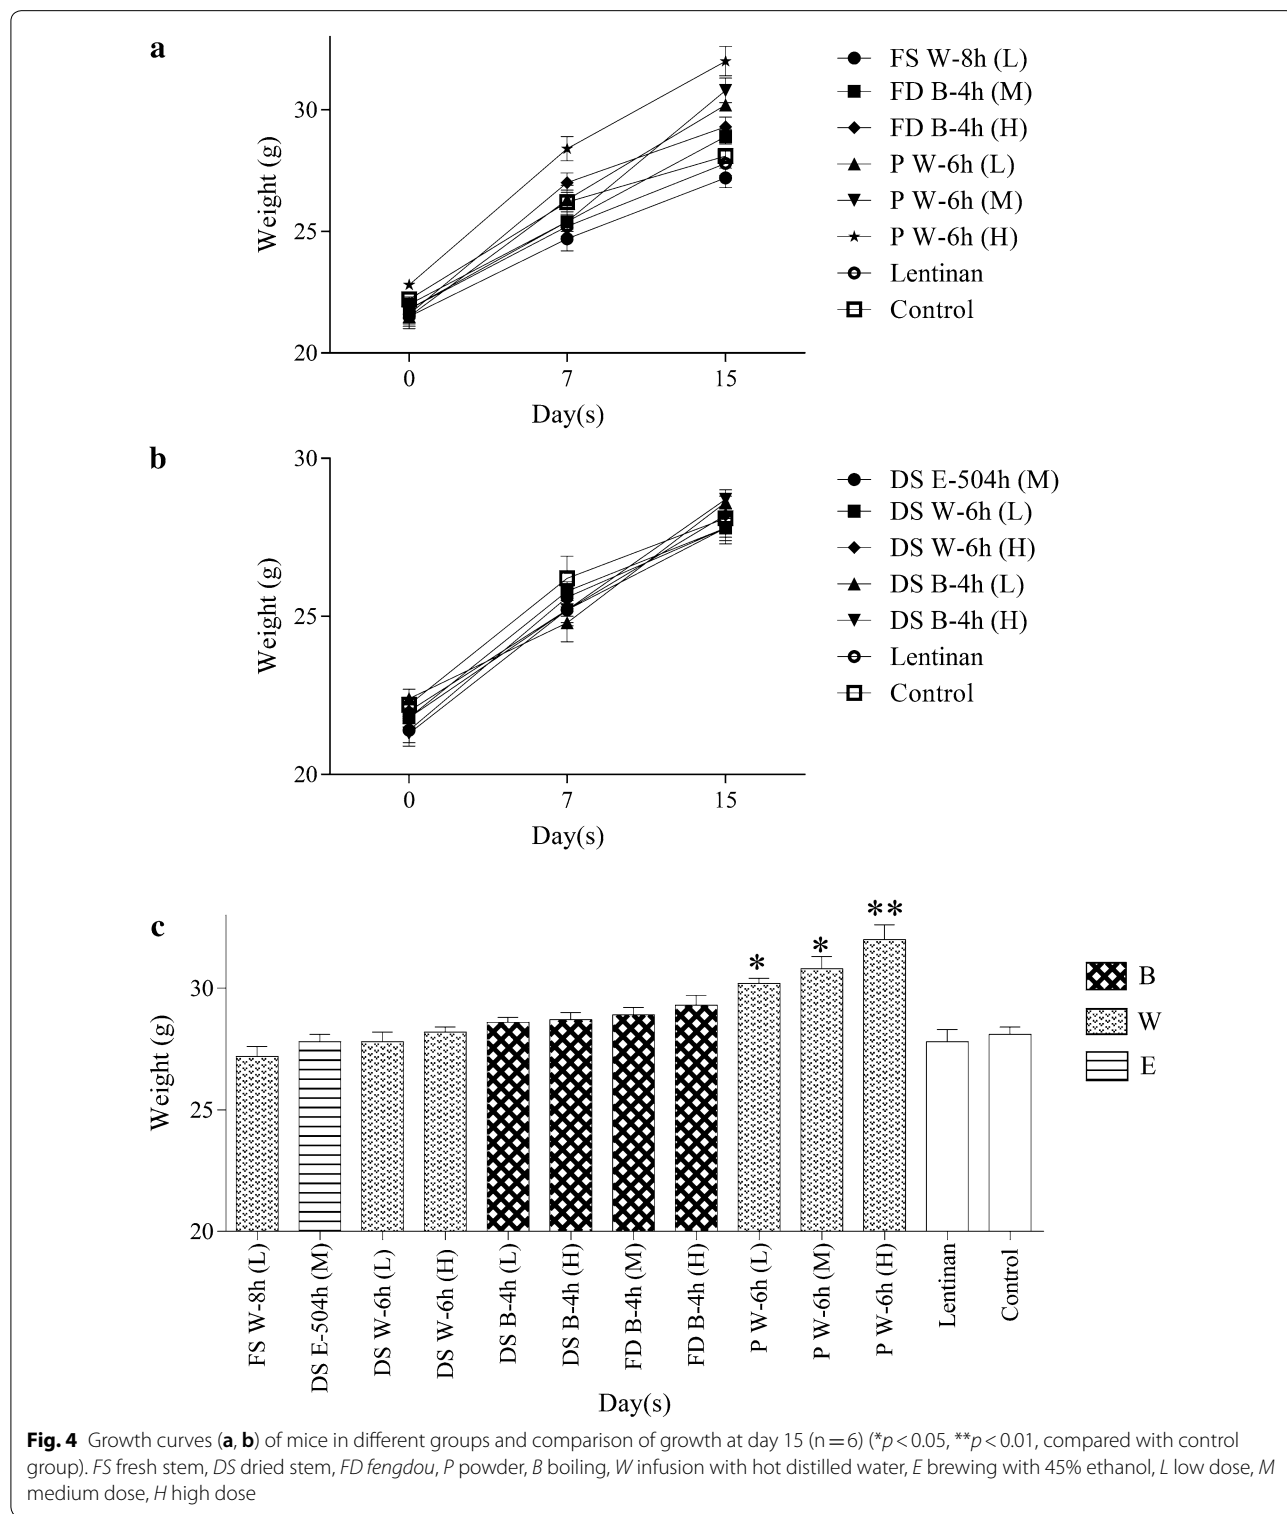 a
30
25
20
Weight (g)
0 7 15
Day(s)
FS W-8h (L)
FD B-4h (M)
FD B-4h (H)
P W-6h (L)
P W-6h (M)
P W-6h (H)
Lentinan
Control
b
30
25
20
Weight (g)
0 7 15
Day(s)
DS E-504h (M)
DS W-6h (L)
DS W-6h (H)
DS B-4h (L)
DS B-4h (H)
Lentinan
Control
c
30
25
20
Weight (g)
*
*
**
B
W
E
FS W-8h (L)
DS E-504h (M)
DS W-6h (L)
DS W-6h (H)
DS B-4h (L)
DS B-4h (H)
FD B-4h (M)
FD B-4h (H)
P W-6h (L)
P W-6h (M)
P W-6h (H)
Lentinan
Control
Day(s)
Fig. 4 Growth curves (a, b) of mice in different groups and comparison of growth at day 15 (n = 6) (*p < 0.05, **p < 0.01, compared with control
group). FS fresh stem, DS dried stem, FD fengdou, P powder, B boiling, W infusion with hot distilled water, E brewing with 45% ethanol, L low dose, M
medium dose, H high dose